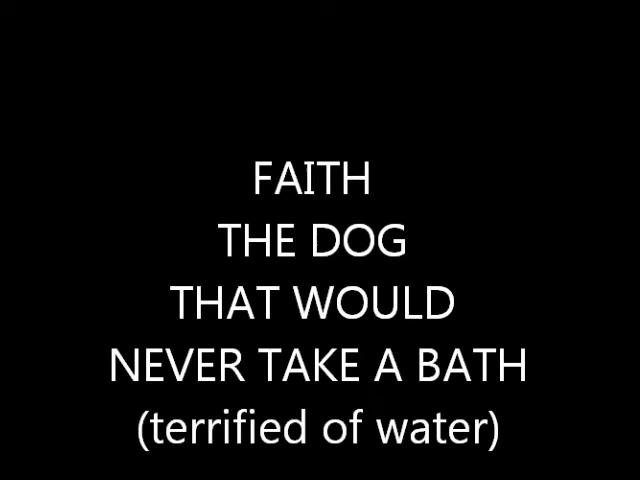 FAITH
THE DOG
THAT WOULD
NEVER TAKE A BATH
(terrified of water)